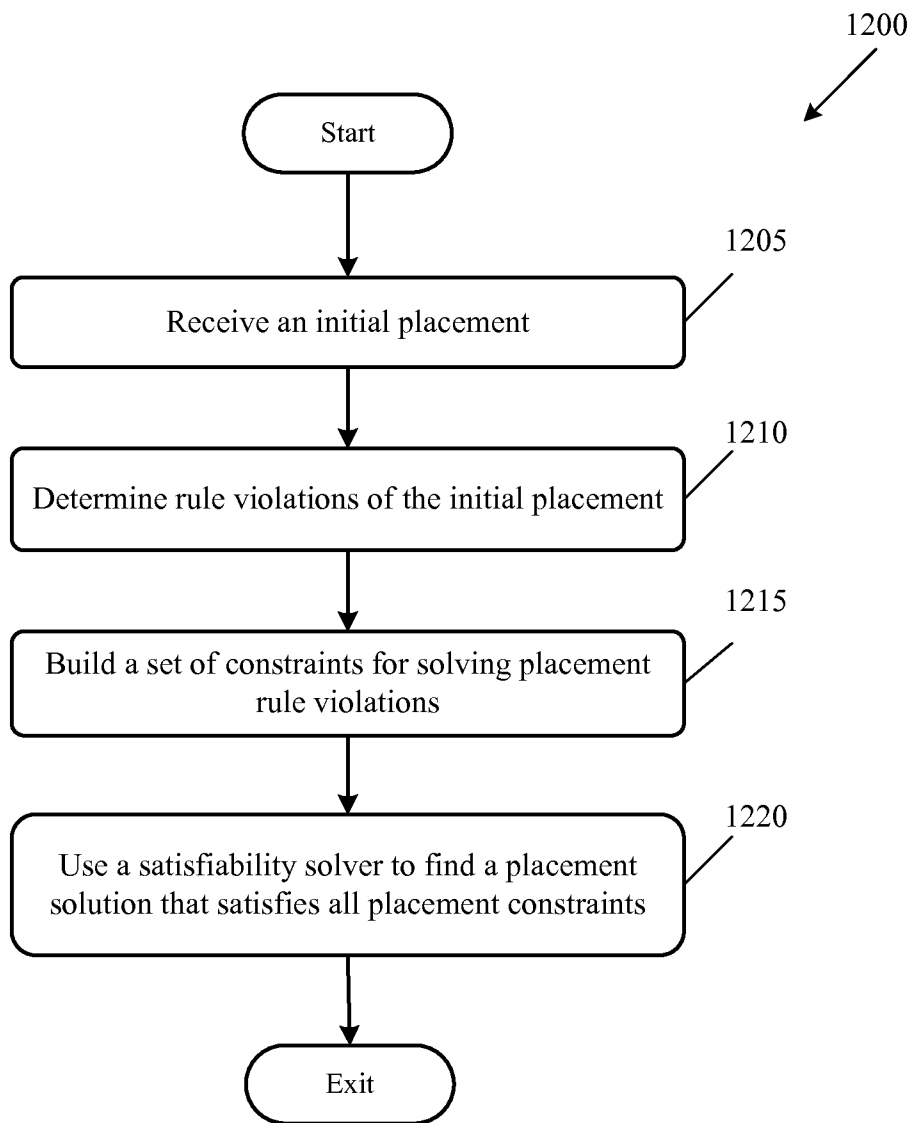 1200
Start
1205
Receive an initial placement
1210
Determine rule violations of the initial placement
1215
Build a set of constraints for solving placement
rule violations
1220
Use a satisfiability solver to find a placement
solution that satisfies all placement constraints
Exit